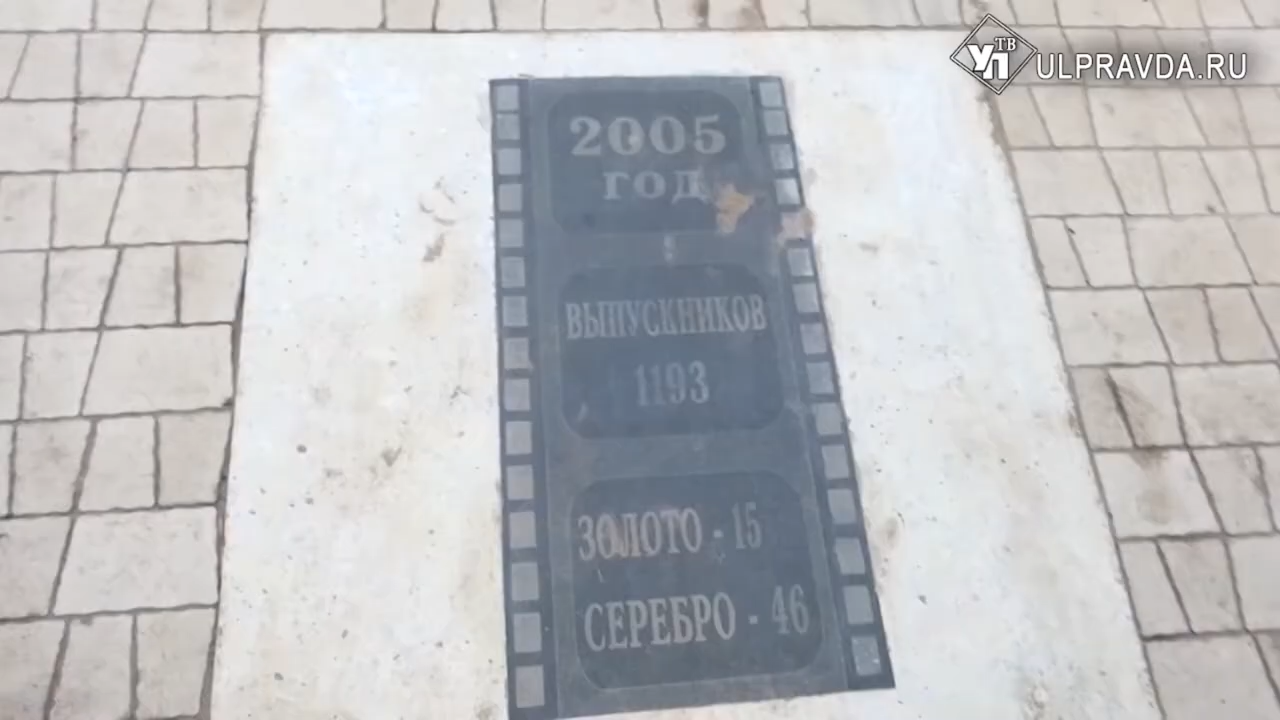 УП ТВ
ULPRAVDA.RU
2005
ГОД
ВЫПУСКНИКОВ
1193
ЗОЛОТО - 15
СЕРЕБРО - 46